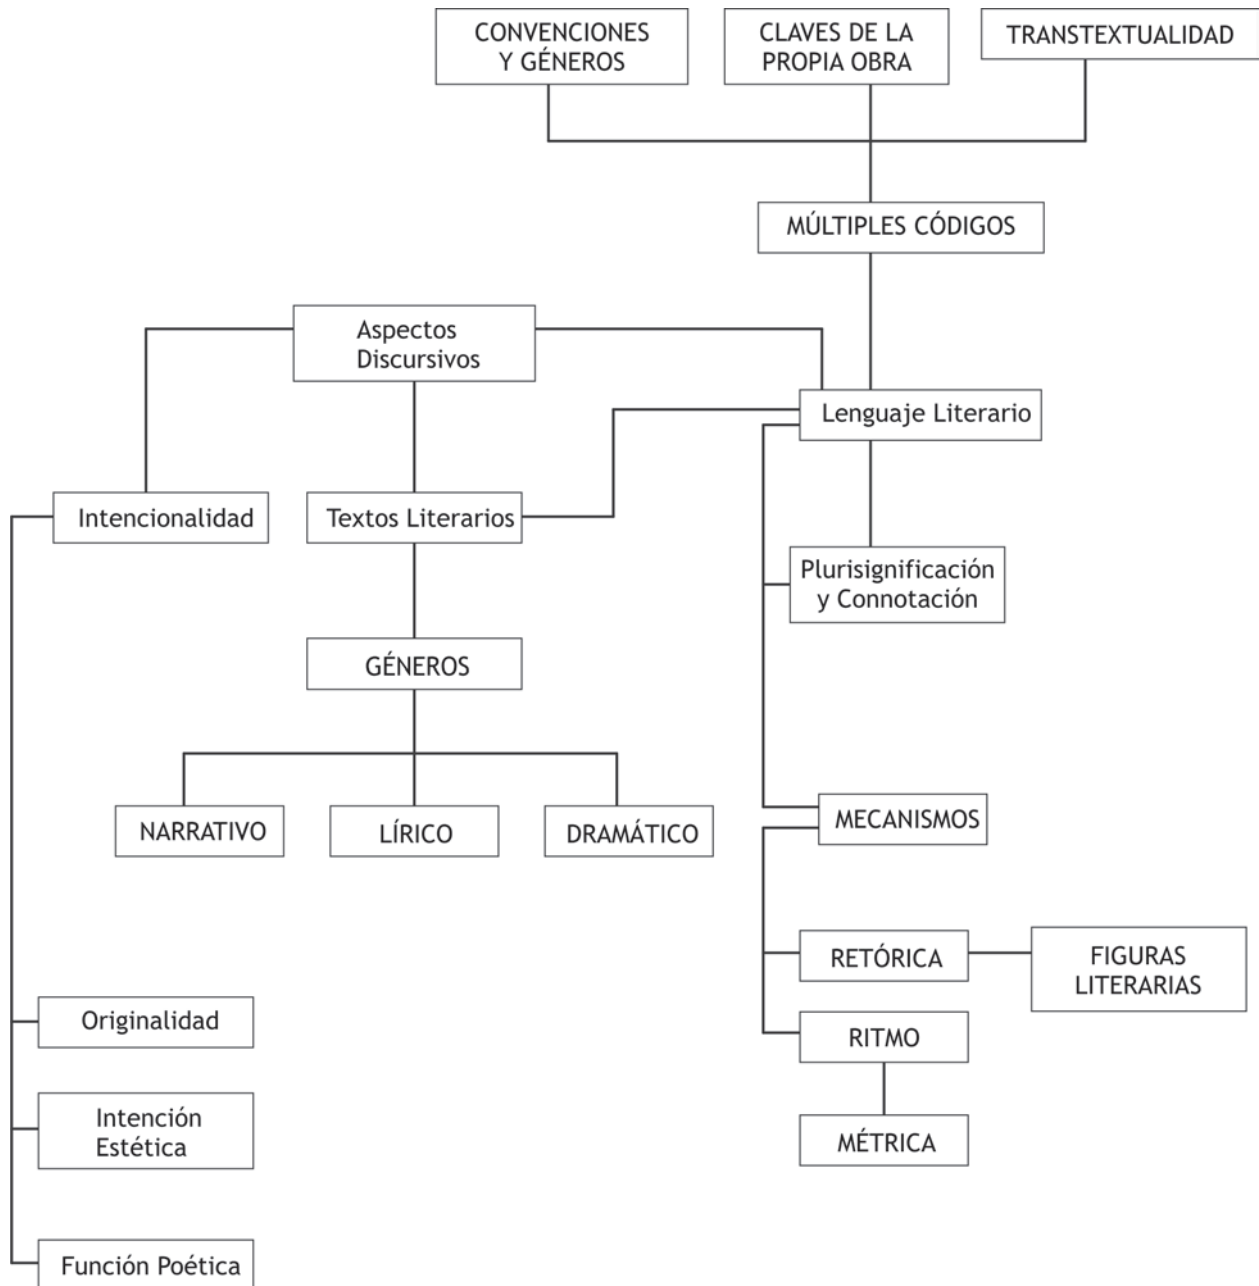 CONVENCIONES
Y GÉNEROS
CLAVES DE LA
PROPIA OBRA
TRANSTEXTUALIDAD
MÚLTIPLES CÓDIGOS
Aspectos
Discursivos
Lenguaje Literario
Intencionalidad
Textos Literarios
Plurisignificación
y Connotación
GÉNEROS
NARRATIVO
LÍRICO
DRAMÁTICO
MECANISMOS
RETÓRICA
FIGURAS
LITERARIAS
Originalidad
RITMO
Intención
Estética
MÉTRICA
Función Poética